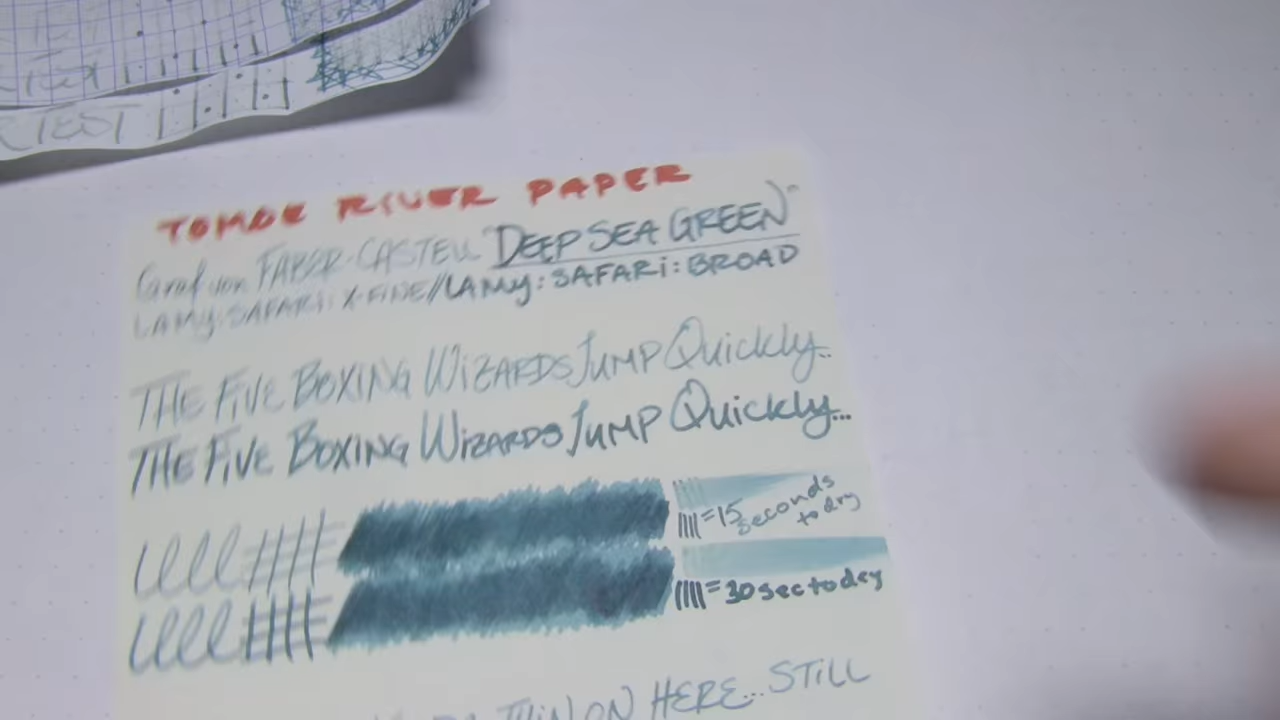 TEST
TOMOE RIVER PAPER
Graf von FABER-CASTELL "DEEP SEA GREEN"
LAMY: SAFARI: X-FINE//LAMY: SAFARI: BROAD
THE FIVE BOXING WIZARDS JUMP QUICKLY..
THE FIVE BOXING WIZARDS JUMP QUICKLY...
=15 seconds to dry
=30 sec to dry
THIN ON HERE... STILL